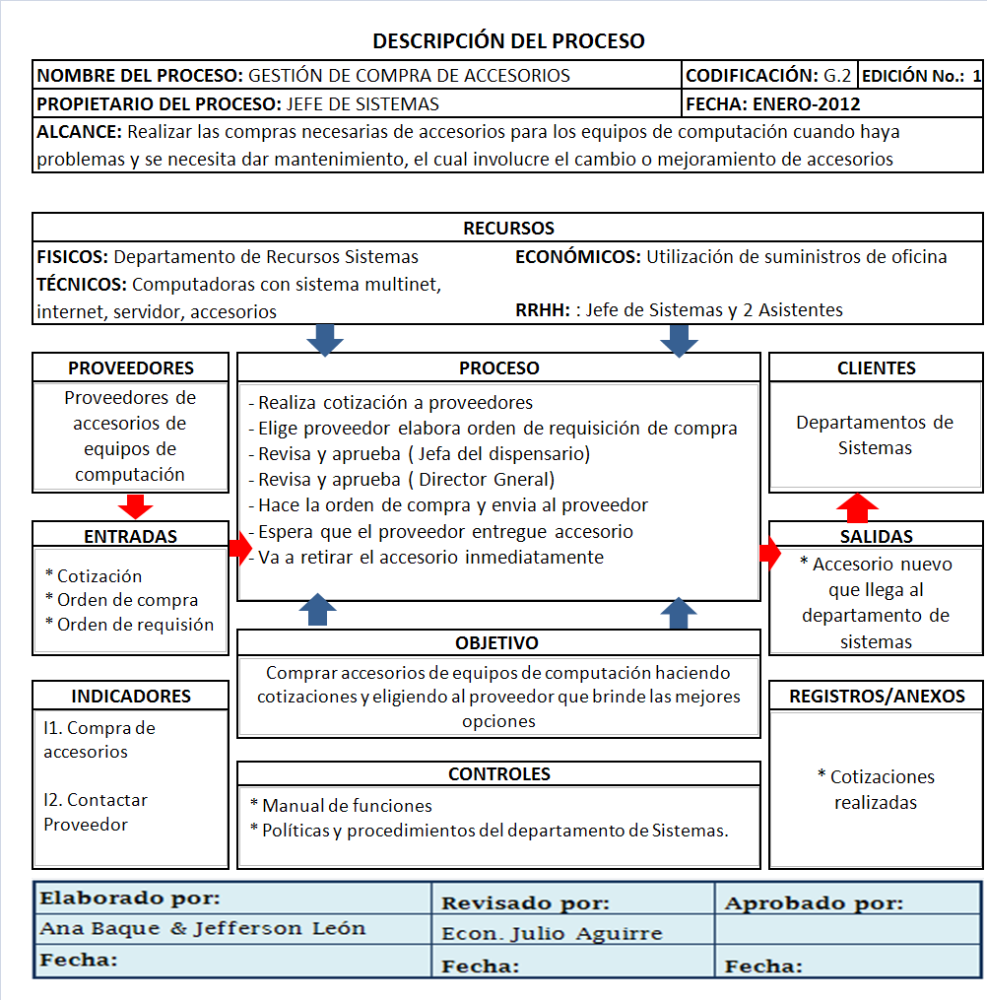 DESCRIPCIÓN DEL PROCESO
NOMBRE DEL PROCESO: GESTIÓN DE COMPRA DE ACCESORIOS
CODIFICACIÓN: G.2
EDICIÓN No.: 1
PROPIETARIO DEL PROCESO: JEFE DE SISTEMAS
FECHA: ENERO-2012
ALCANCE: Realizar las compras necesarias de accesorios para los equipos de computación cuando haya
problemas y se necesita dar mantenimiento, el cual involucre el cambio o mejoramiento de accesorios
RECURSOS
FISICOS: Departamento de Recursos Sistemas
TÉCNICOS: Computadoras con sistema multinet,
internet, servidor, accesorios
ECONÓMICOS: Utilización de suministros de oficina
RRHH: : Jefe de Sistemas y 2 Asistentes
PROVEEDORES
Proveedores de
accesorios de
equipos de
computación
ENTRADAS
* Cotización
* Orden de compra
* Orden de requisión
INDICADORES
I1. Compra de
accesorios
I2. Contactar
Proveedor
PROCESO
- Realiza cotización a proveedores
- Elige proveedor elabora orden de requisición de compra
- Revisa y aprueba ( Jefa del dispensario)
- Revisa y aprueba ( Director Gneral)
- Hace la orden de compra y envia al proveedor
- Espera que el proveedor entregue accesorio
- Va a retirar el accesorio inmediatamente
OBJETIVO
Comprar accesorios de equipos de computación haciendo
cotizaciones y eligiendo al proveedor que brinde las mejores
opciones
CONTROLES
* Manual de funciones
* Políticas y procedimientos del departamento de Sistemas.
CLIENTES
Departamentos de
Sistemas
SALIDAS
* Accesorio nuevo
que llega al
departamento de
sistemas
REGISTROS/ANEXOS
* Cotizaciones
realizadas
Elaborado por:
Ana Baque & Jefferson León
Fecha:
Revisado por:
Econ. Julio Aguirre
Fecha:
Aprobado por:
Fecha: